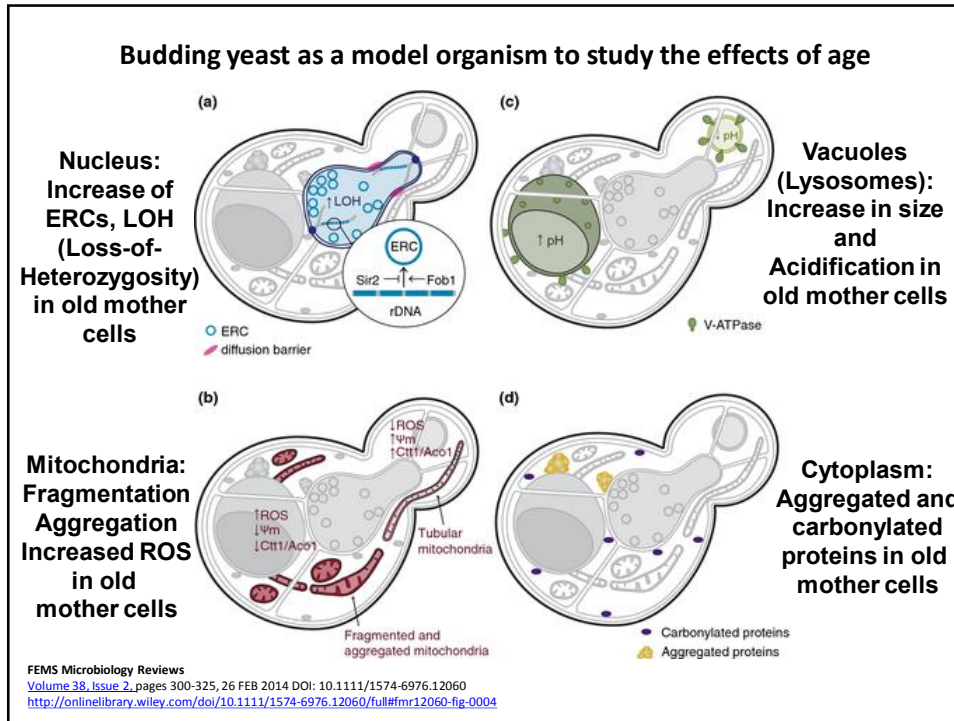 Budding yeast as a model organism to study the effects of age
(a)
Nucleus:
Increase of
ERCs, LOH
(Loss-of-
Heterozygosity)
in old mother
cells
↑LOH
ERC
Sir2
Fob1
rDNA
ERC
diffusion barrier
(c)
↓ pH
↑ pH
V-ATPase
Vacuoles
(Lysosomes):
Increase in size
and
Acidification in
old mother cells
(b)
Mitochondria:
Fragmentation
Aggregation
Increased ROS
in old
mother cells
↓ROS
↑Ψm
↑Ctt1/Aco1
↑ROS
↓Ψm
↓Ctt1/Aco1
Tubular
mitochondria
Fragmented and
aggregated mitochondria
(d)
Carbonylated proteins
Aggregated proteins
Cytoplasm:
Aggregated and
carbonylated
proteins in old
mother cells
FEMS Microbiology Reviews
Volume 38, Issue 2, pages 300-325, 26 FEB 2014 DOI: 10.1111/1574-6976.12060
http://onlinelibrary.wiley.com/doi/10.1111/1574-6976.12060/full#fmr12060-fig-0004